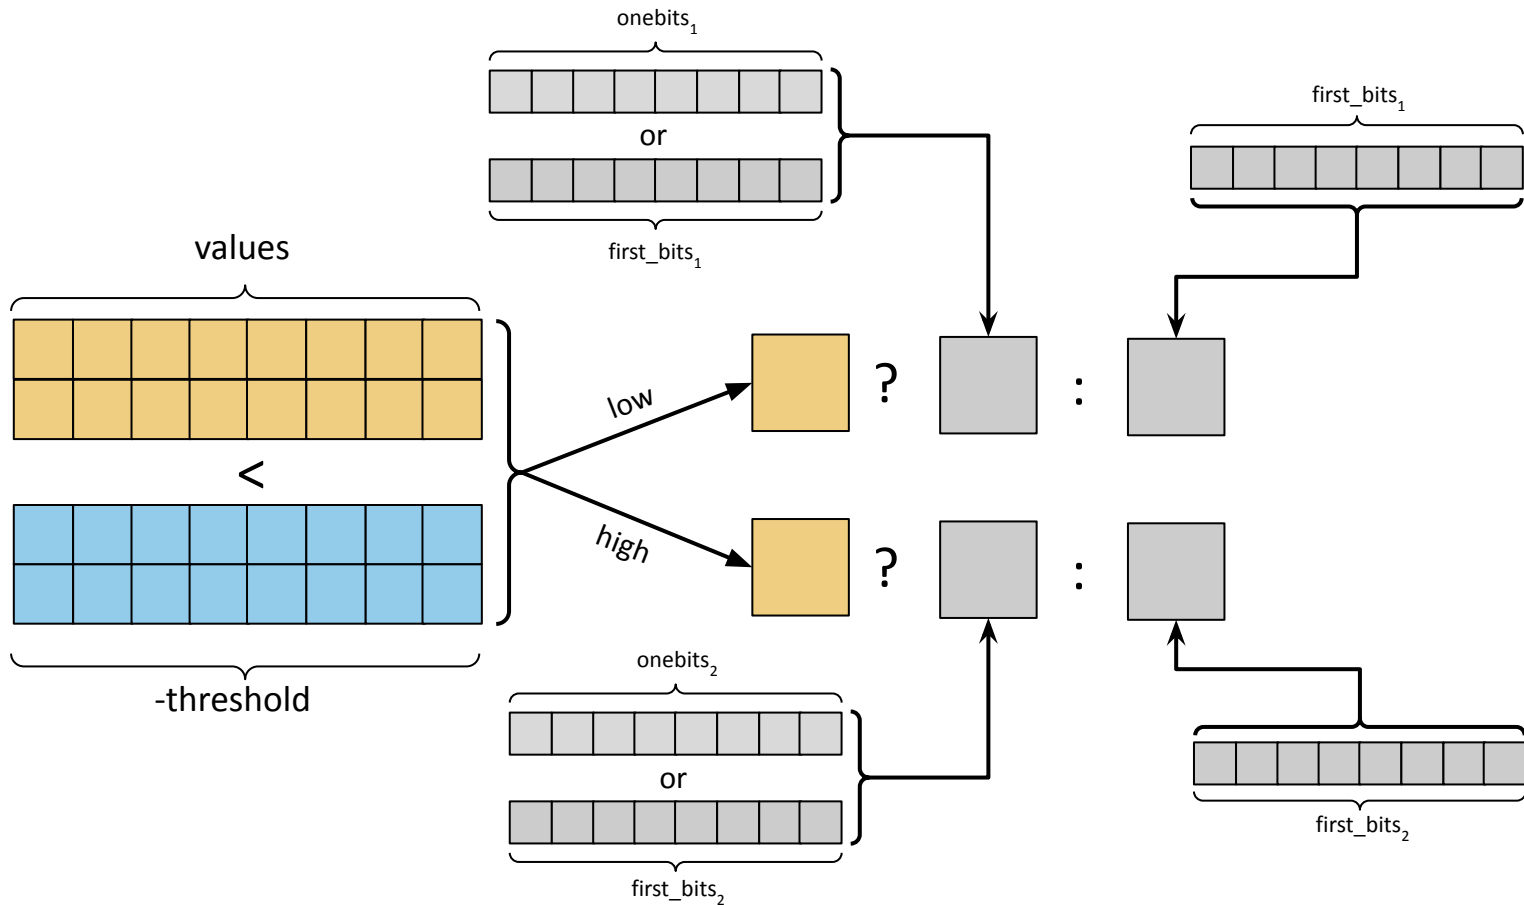 onebits₁
or
first_bits₁
first_bits₁
values
<
-threshold
low
high
? :
? :
onebits₂
or
first_bits₂
first_bits₂